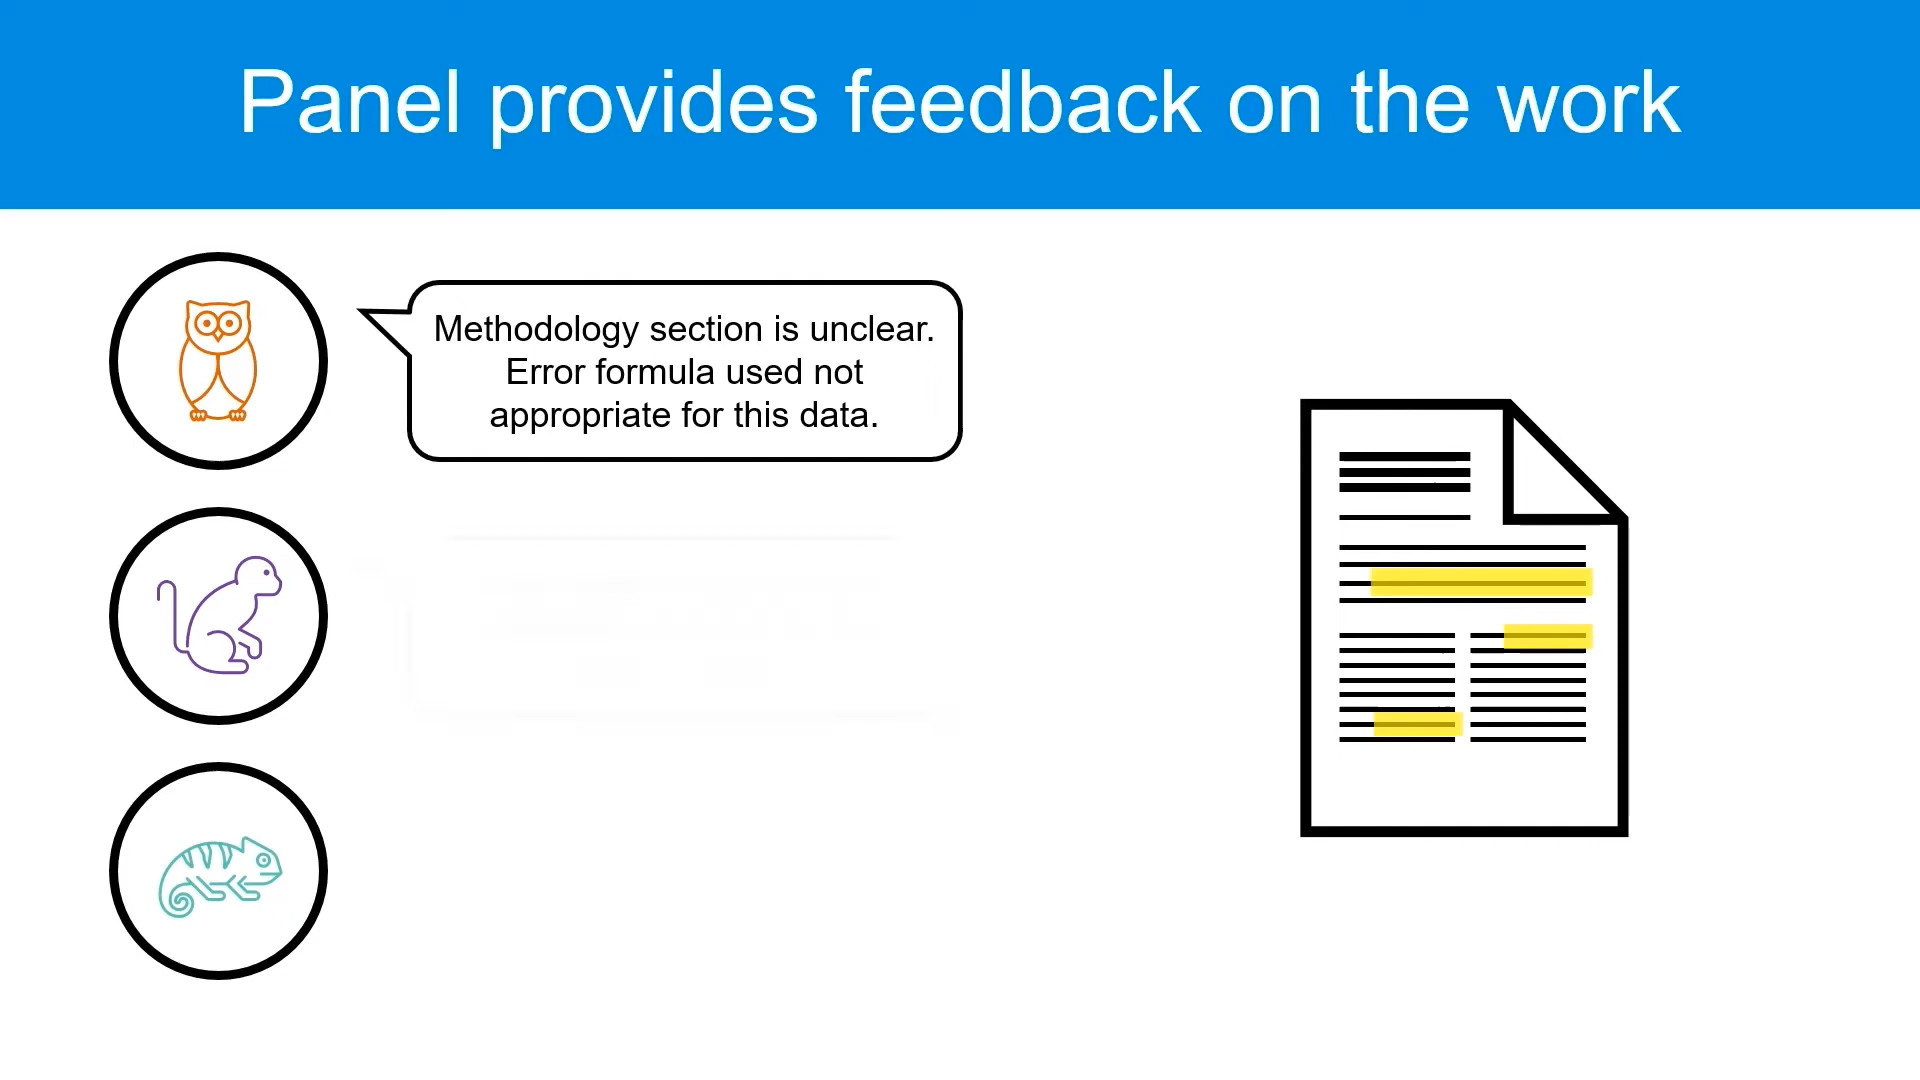 Panel provides feedback on the work
Methodology section is unclear.
Error formula used not
appropriate for this data.